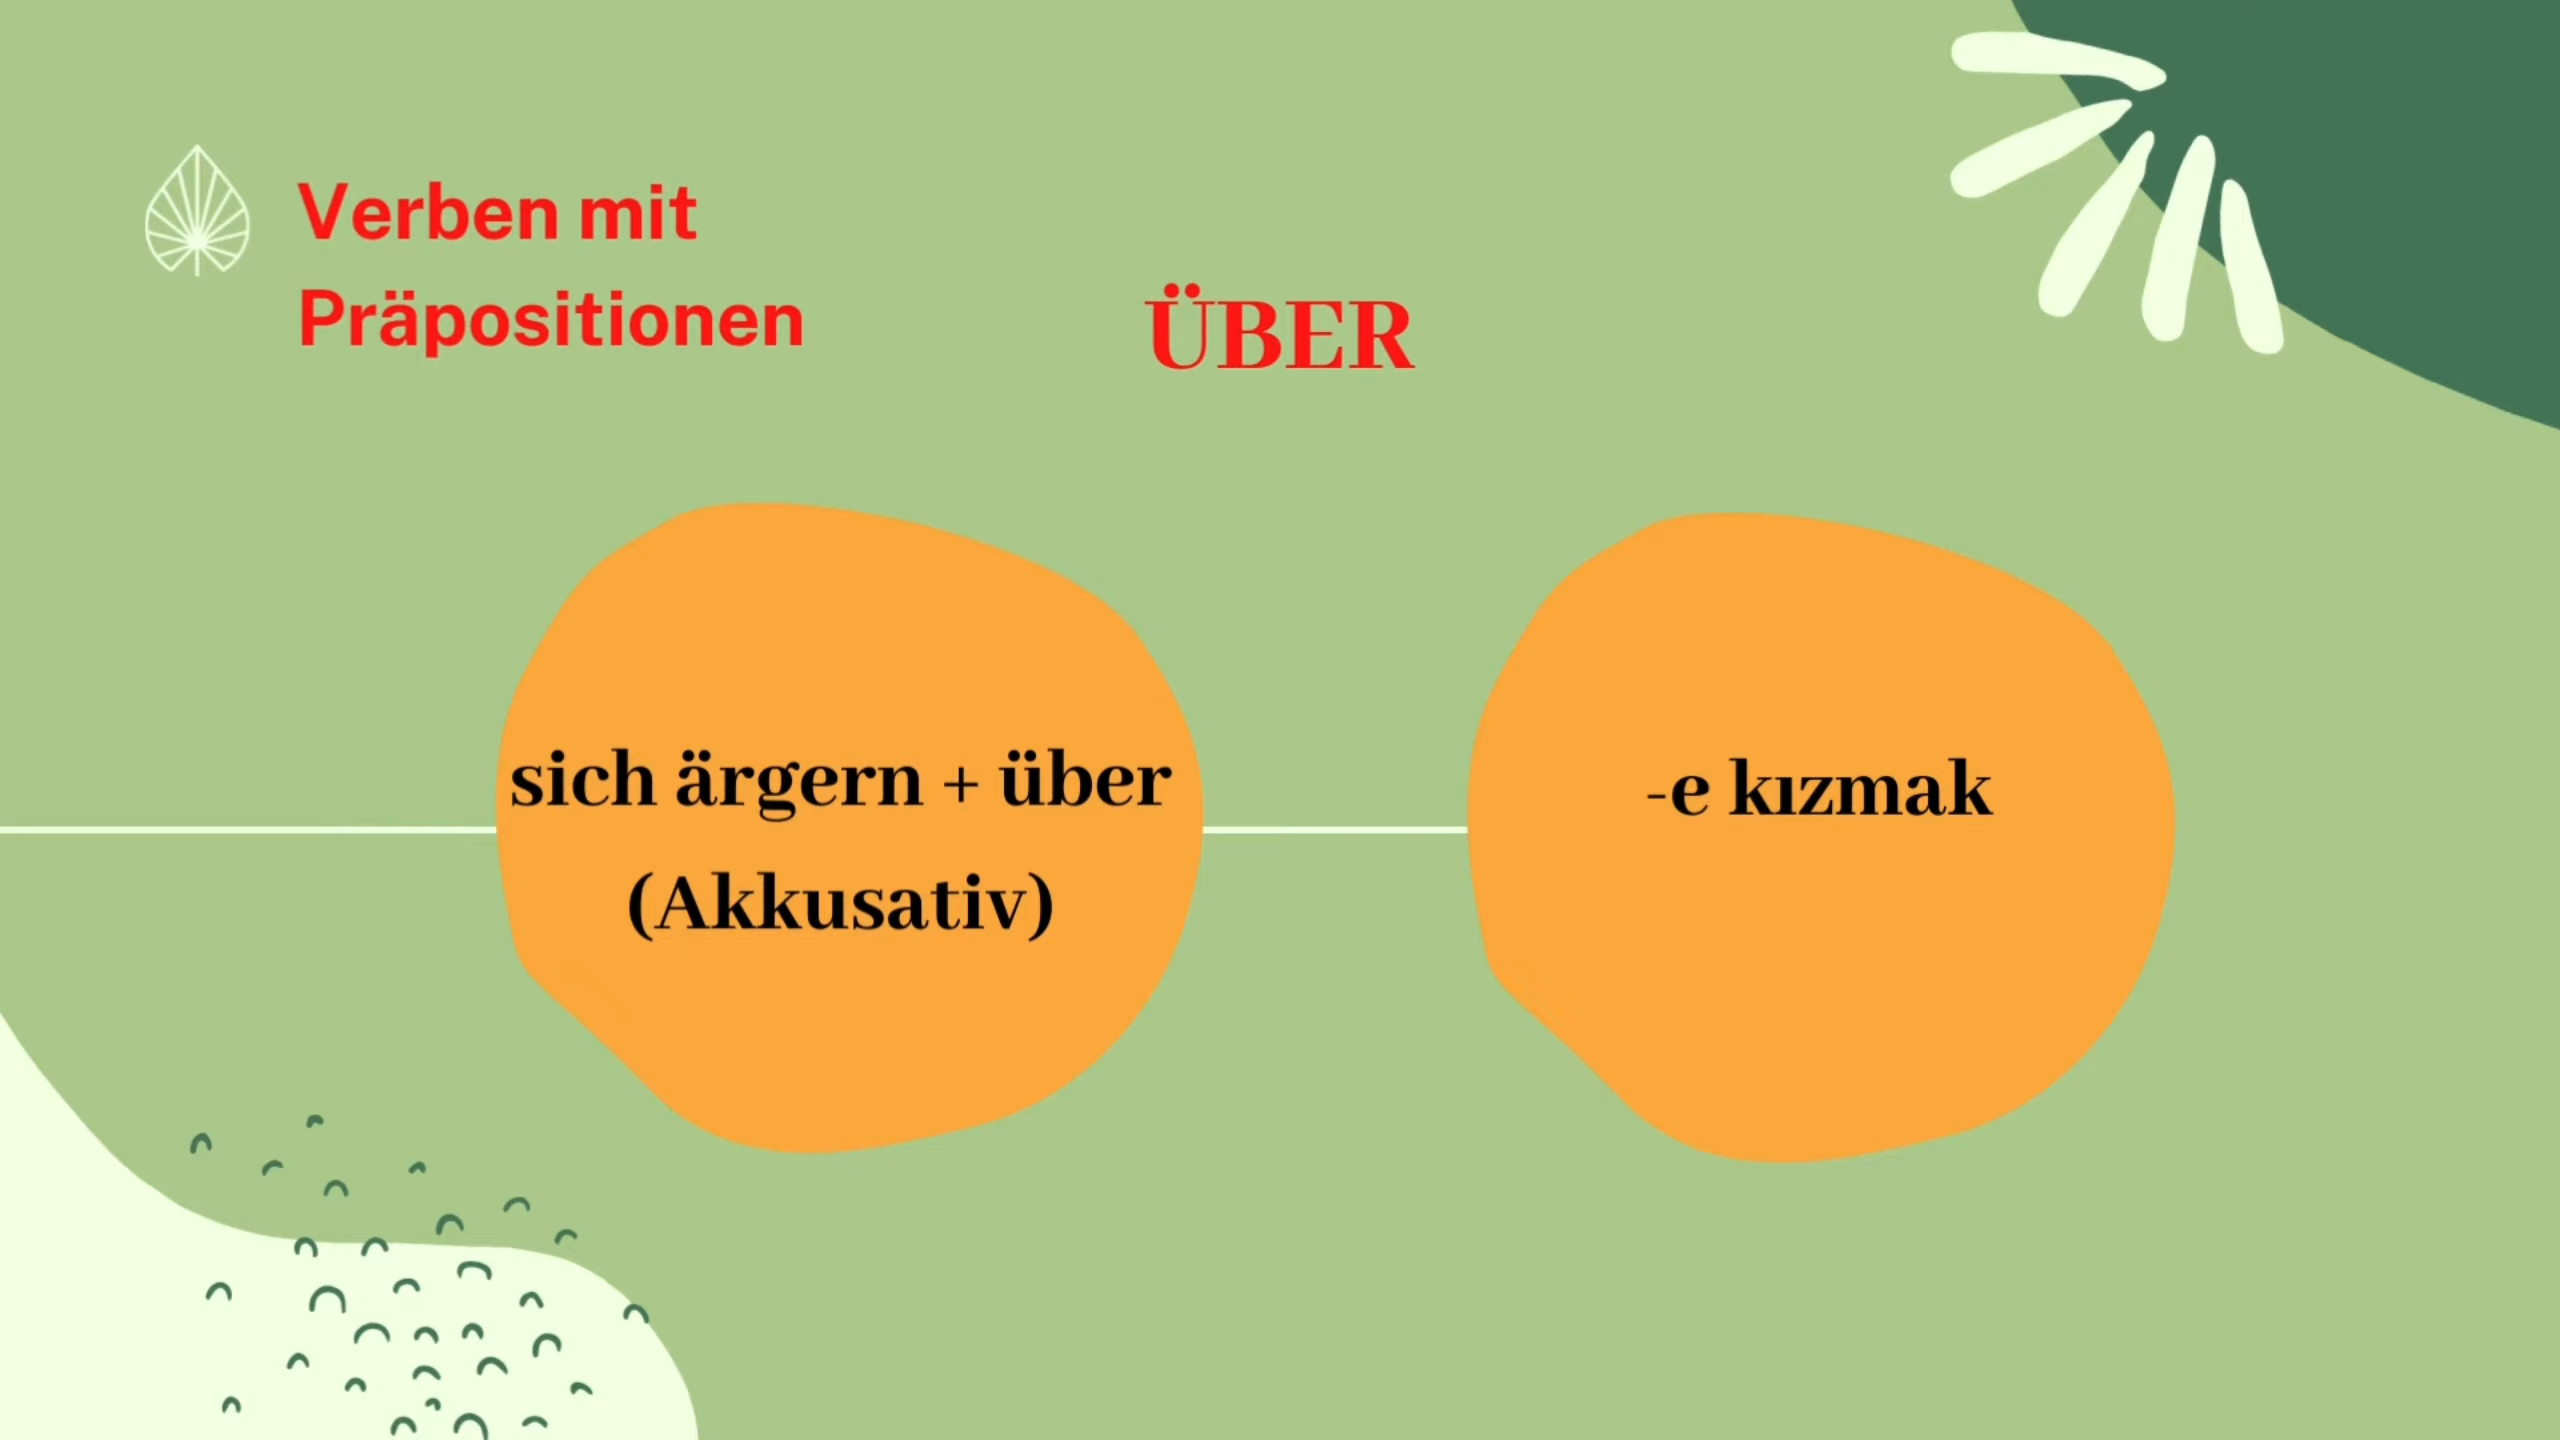 Verben mit
Präpositionen
ÜBER
sich ärgern + über
(Akkusativ)
-e kızmak